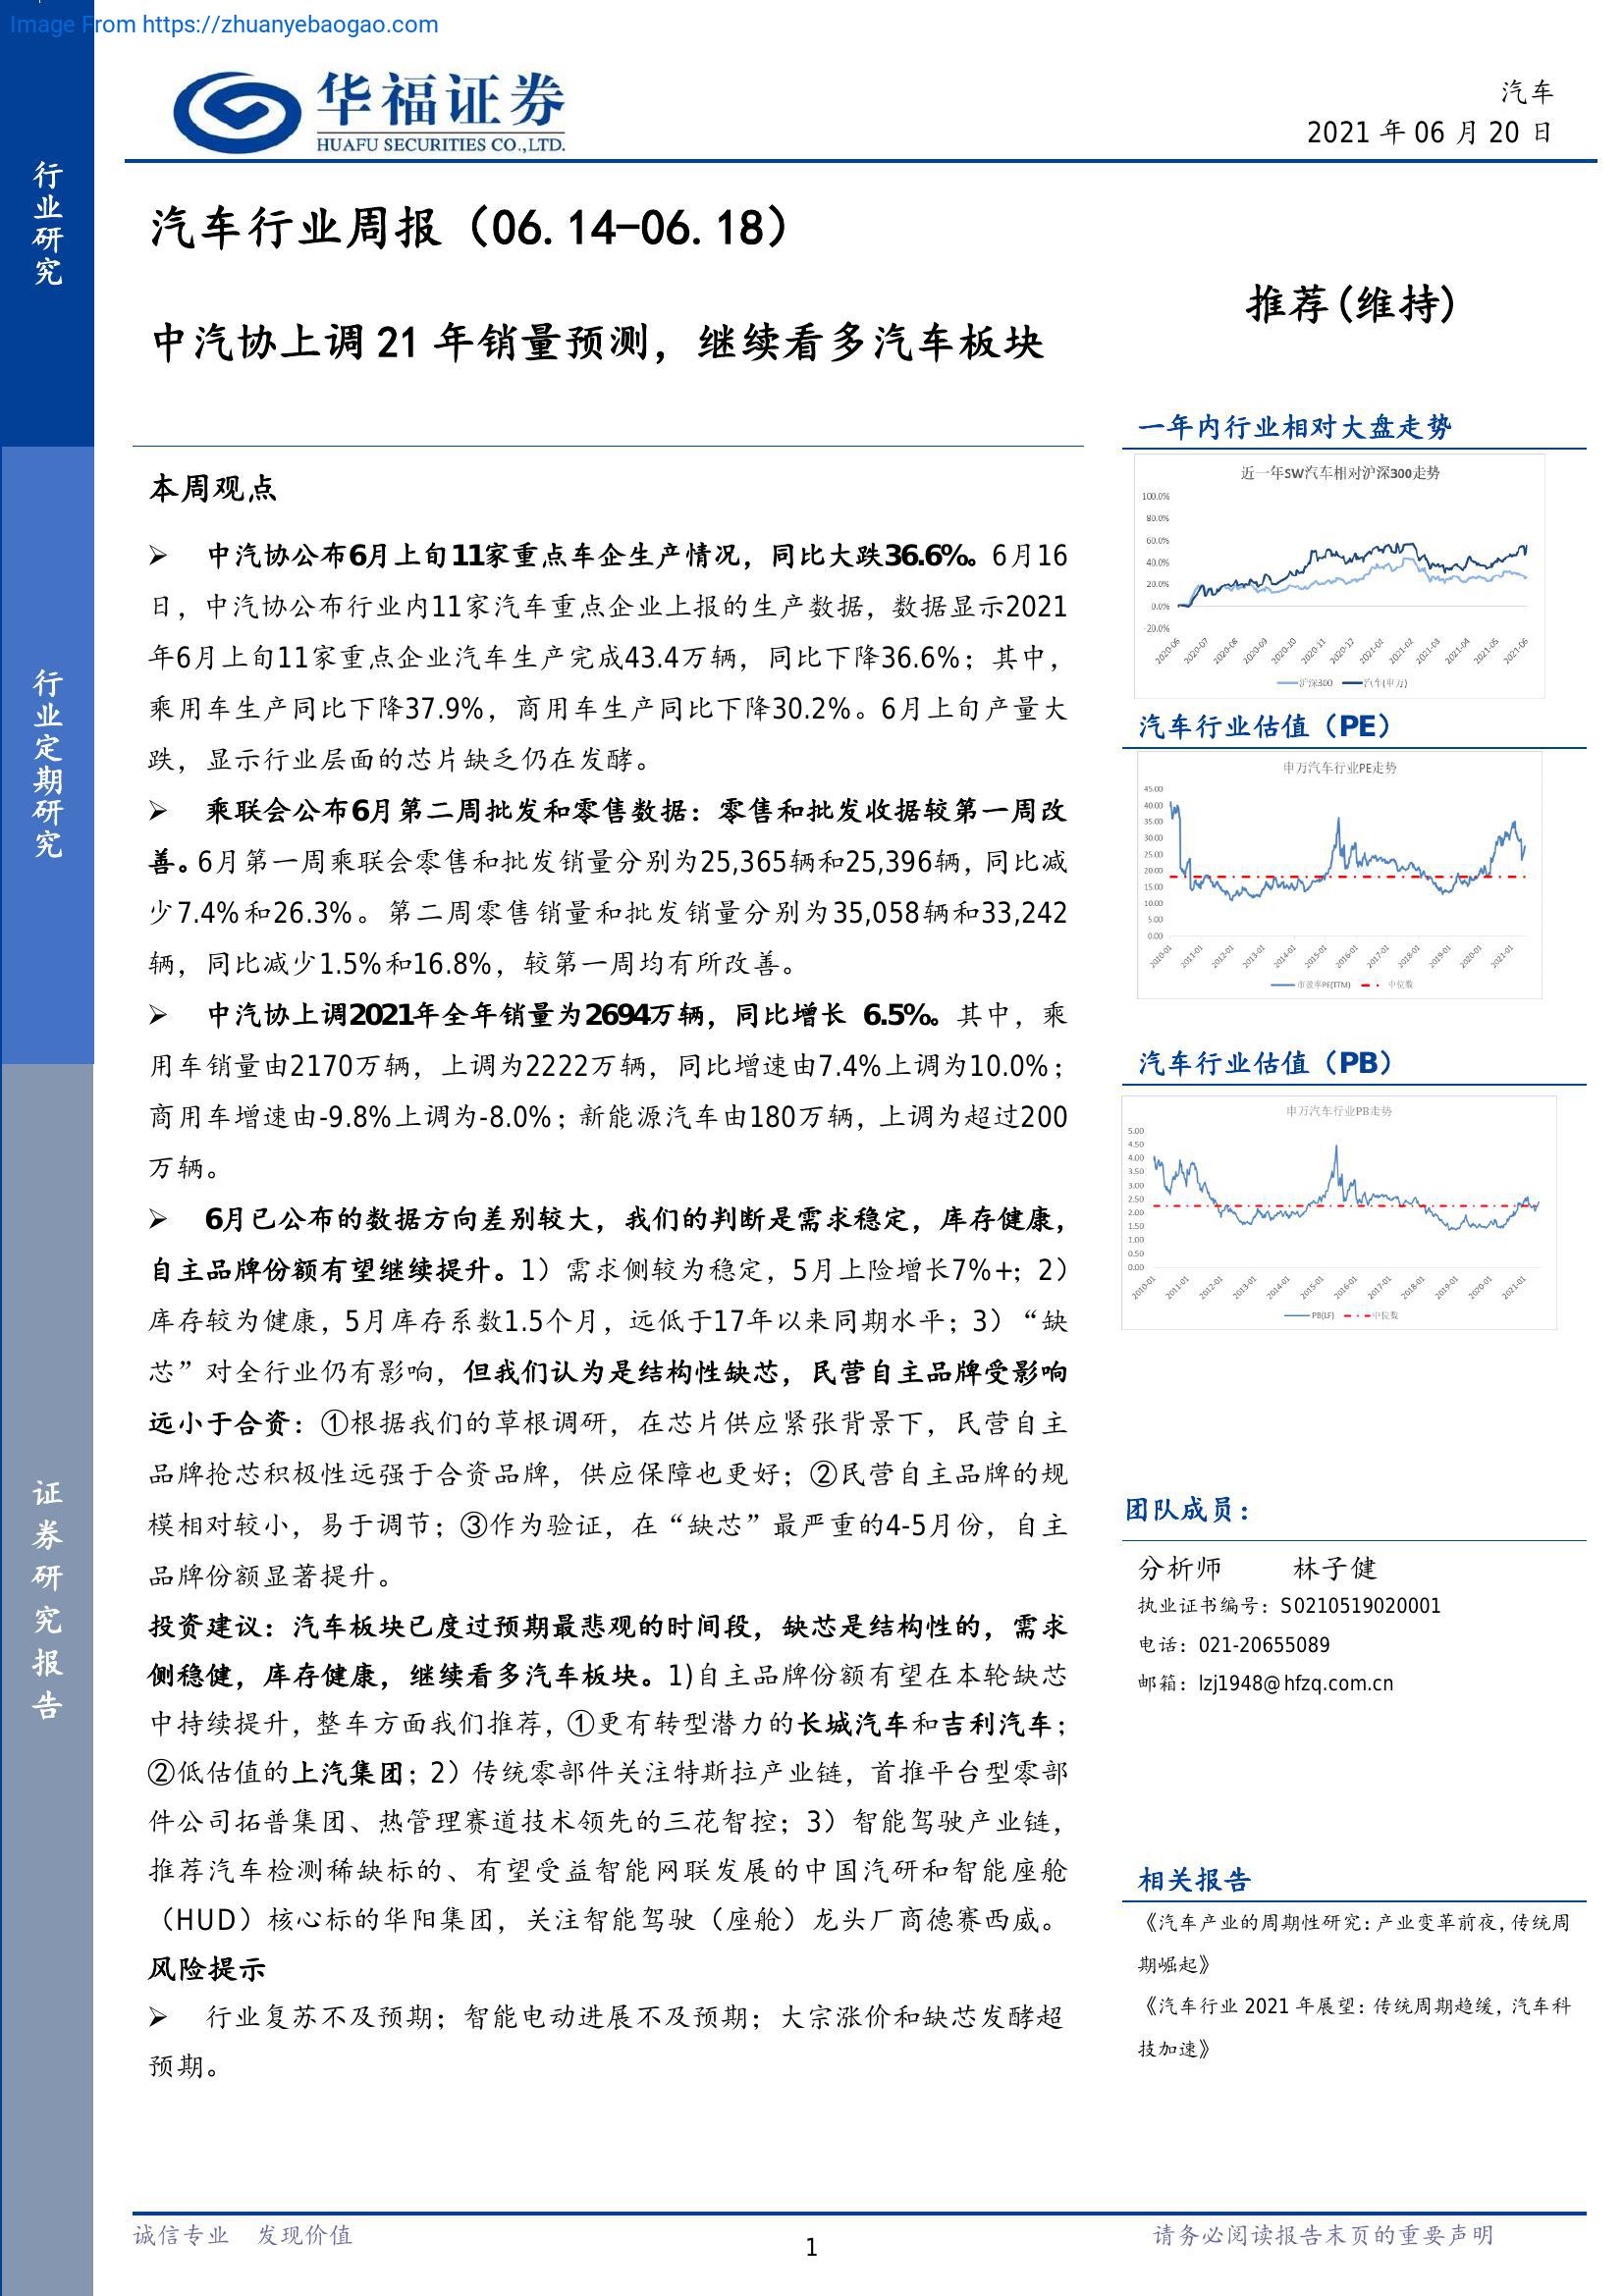 Image From https://zhuanyebaogao.com
华福证券
HUAFU SECURITIES CO.,LTD.
汽车
2021 年 06 月 20 日
行业研究
行业定期研究
证券研究报告
汽车行业周报（06.14-06.18）
中汽协上调 21 年销量预测，继续看多汽车板块
推荐(维持)
本周观点
➢ 中汽协公布6月上旬11家重点车企生产情况，同比大跌36.6%。6月16
日，中汽协公布行业内11家汽车重点企业上报的生产数据，数据显示2021
年6月上旬11家重点企业汽车生产完成43.4万辆，同比下降36.6%；其中，
乘用车生产同比下降37.9%，商用车生产同比下降30.2%。6月上旬产量大
跌，显示行业层面的芯片缺乏仍在发酵。
➢ 乘联会公布6月第二周批发和零售数据：零售和批发收据较第一周改
善。6月第一周乘联会零售和批发销量分别为25,365辆和25,396辆，同比减
少7.4%和26.3%。第二周零售销量和批发销量分别为35,058辆和33,242
辆，同比减少1.5%和16.8%，较第一周均有所改善。
➢ 中汽协上调2021年全年销量为2694万辆，同比增长 6.5%。其中，乘
用车销量由2170万辆，上调为2222万辆，同比增速由7.4%上调为10.0%；
商用车增速由-9.8%上调为-8.0%；新能源汽车由180万辆，上调为超过200
万辆。
➢ 6月已公布的数据方向差别较大，我们的判断是需求稳定，库存健康，
自主品牌份额有望继续提升。1）需求侧较为稳定，5月上险增长7%+；2）
库存较为健康，5月库存系数1.5个月，远低于17年以来同期水平；3）“缺
芯”对全行业仍有影响，但我们认为是结构性缺芯，民营自主品牌受影响
远小于合资：①根据我们的草根调研，在芯片供应紧张背景下，民营自主
品牌抢芯积极性远强于合资品牌，供应保障也更好；②民营自主品牌的规
模相对较小，易于调节；③作为验证，在“缺芯”最严重的4-5月份，自主
品牌份额显著提升。
投资建议：汽车板块已度过预期最悲观的时间段，缺芯是结构性的，需求
侧稳健，库存健康，继续看多汽车板块。1)自主品牌份额有望在本轮缺芯
中持续提升，整车方面我们推荐，①更有转型潜力的长城汽车和吉利汽车；
②低估值的上汽集团；2）传统零部件关注特斯拉产业链，首推平台型零部
件公司拓普集团、热管理赛道技术领先的三花智控；3）智能驾驶产业链，
推荐汽车检测稀缺标的、有望受益智能网联发展的中国汽研和智能座舱
（HUD）核心标的华阳集团，关注智能驾驶（座舱）龙头厂商德赛西威。
风险提示
➢ 行业复苏不及预期；智能电动进展不及预期；大宗涨价和缺芯发酵超
预期。
一年内行业相对大盘走势
近一年SW汽车相对沪深300走势
100.0%
80.0%
60.0%
40.0%
20.0%
0.0%
-20.0%
2020-06 2020-07 2020-08 2020-09 2020-10 2020-11 2020-12 2021-01 2021-02 2021-03 2021-04 2021-05 2021-06
沪深300 汽车(申万)
汽车行业估值（PE）
申万汽车行业PE走势
45.00
40.00
35.00
30.00
25.00
20.00
15.00
10.00
5.00
0.00
2010-01 2011-01 2012-01 2013-01 2014-01 2015-01 2016-01 2017-01 2018-01 2019-01 2020-01 2021-01
市盈率PE(TTM) 中位数
汽车行业估值（PB）
申万汽车行业PB走势
5.00
4.50
4.00
3.50
3.00
2.50
2.00
1.50
1.00
0.50
0.00
2010-01 2011-01 2012-01 2013-01 2014-01 2015-01 2016-01 2017-01 2018-01 2019-01 2020-01 2021-01
PB(LF) 中位数
团队成员：
分析师 林子健
执业证书编号：S0210519020001
电话：021-20655089
邮箱：lzj1948@hfzq.com.cn
相关报告
《汽车产业的周期性研究：产业变革前夜，传统周
期崛起》
《汽车行业 2021 年展望：传统周期趋缓，汽车科
技加速》
诚信专业 发现价值
1
请务必阅读报告末页的重要声明